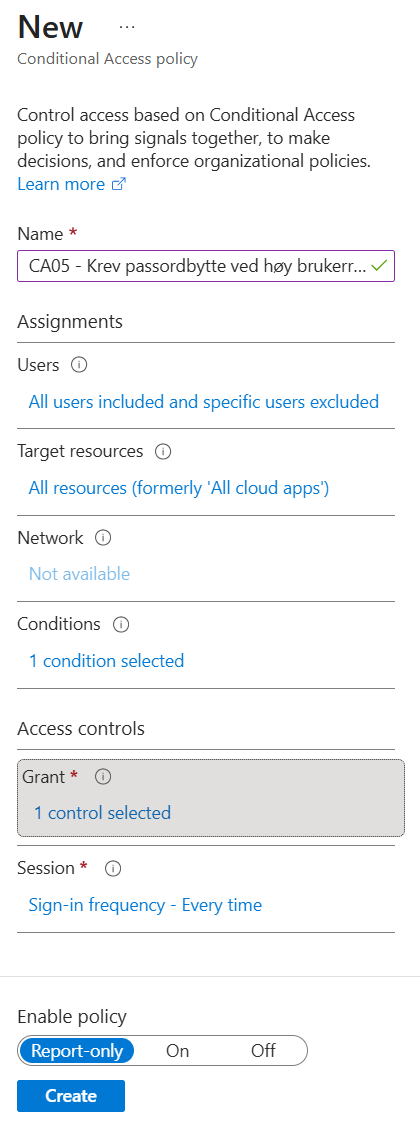 New ...
Conditional Access policy
Control access based on Conditional Access
policy to bring signals together, to make
decisions, and enforce organizational policies.
Learn more
Name *
CA05 - Krev passordbytte ved høy brukerr...
Assignments
Users
All users included and specific users excluded
Target resources
All resources (formerly 'All cloud apps')
Network
Not available
Conditions
1 condition selected
Access controls
Grant *
1 control selected
Session *
Sign-in frequency - Every time
Enable policy
Report-only On Off
Create